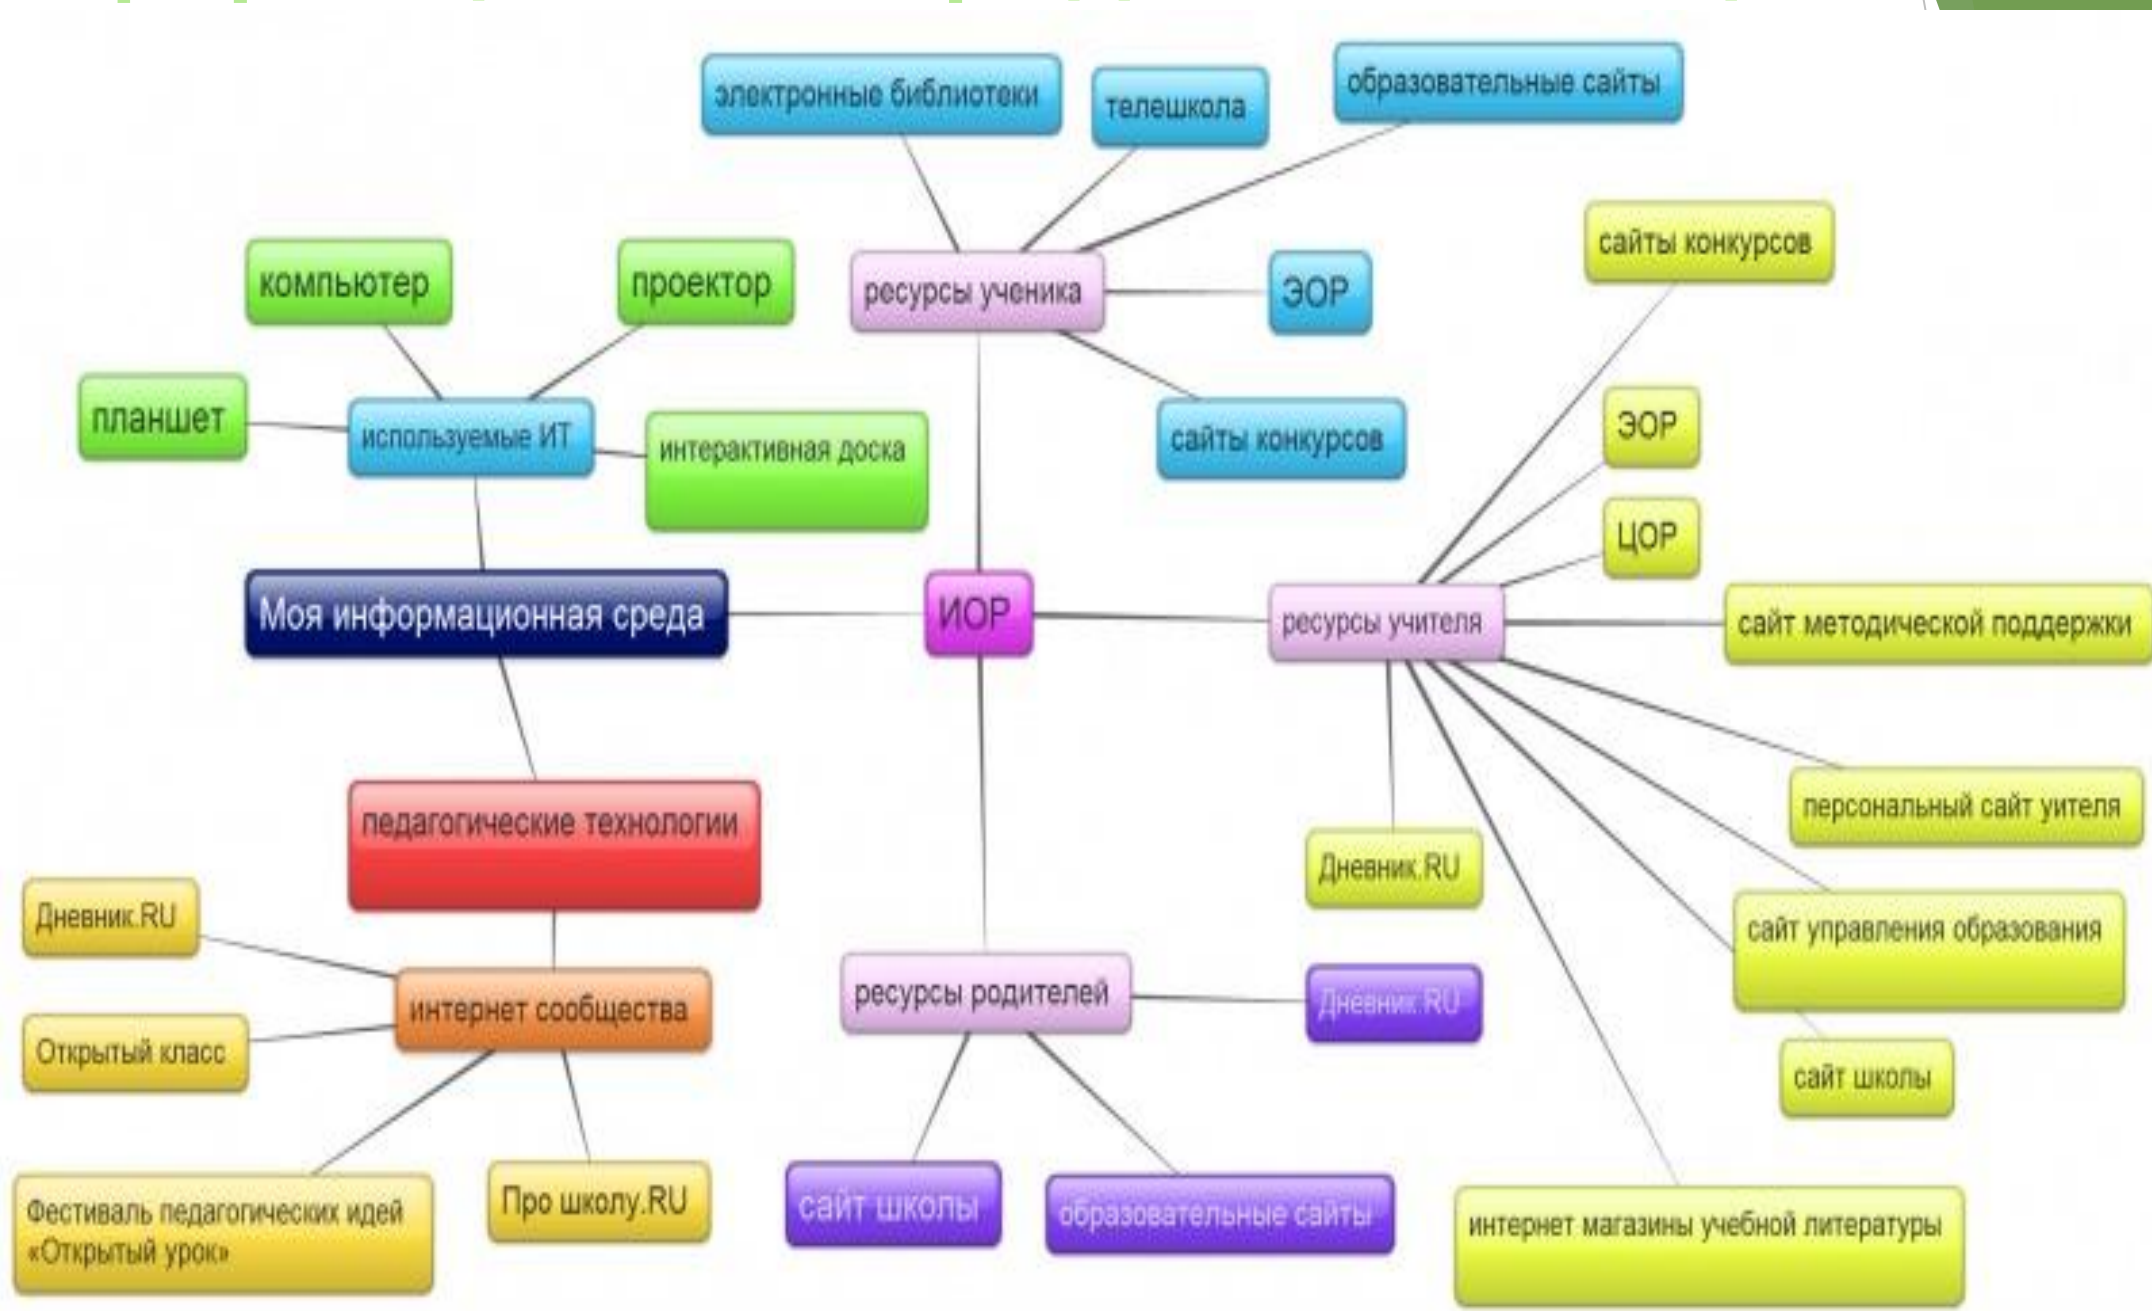 электронные библиотеки
телешкола
образовательные сайты
сайты конкурсов
компьютер
проектор
ресурсы ученика
ЭОР
планшет
используемые ИТ
интерактивная доска
сайты конкурсов
ЭОР
ЦОР
Моя информационная среда
ИОР
ресурсы учителя
сайт методической поддержки
педагогические технологии
персональный сайт уителя
Дневник.RU
Дневник.RU
сайт управления образования
интернет сообщества
ресурсы родителей
Дневник.RU
Открытый класс
сайт школы
Фестиваль педагогических идей
«Открытый урок»
Про школу.RU
сайт школы
образовательные сайты
интернет магазины учебной литературы